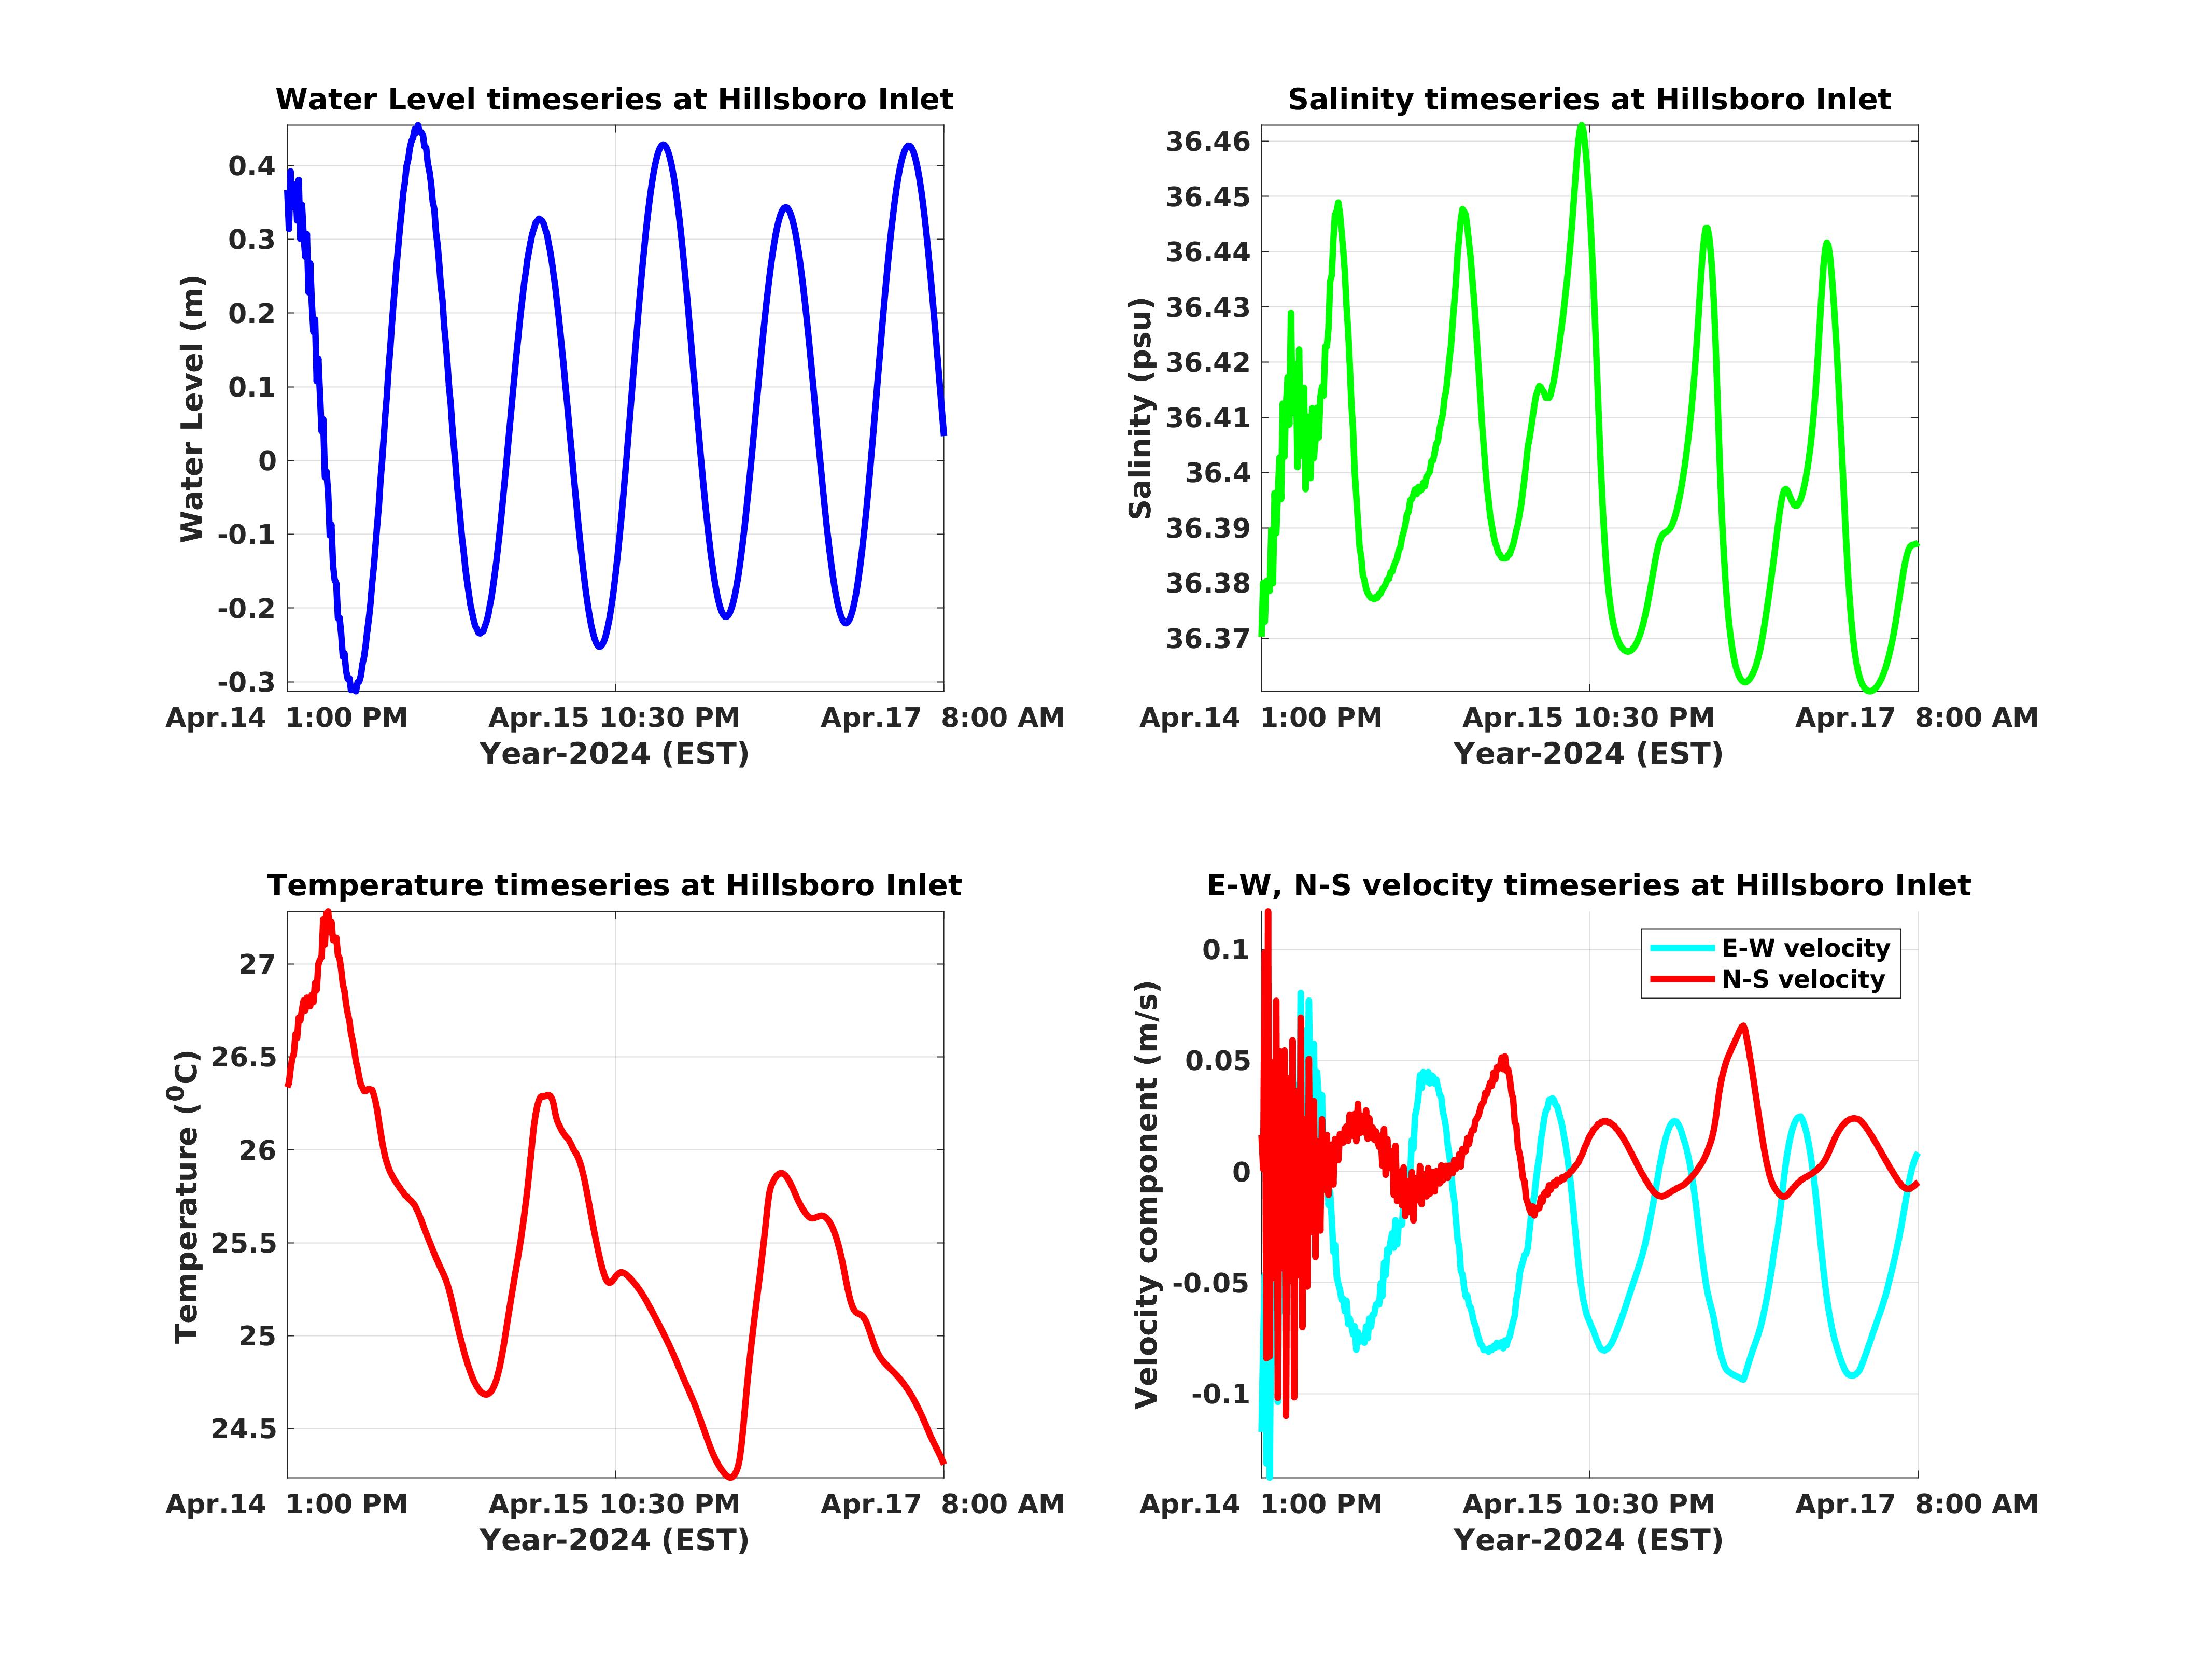 Water Level timeseries at Hillsboro Inlet
Water Level (m)
0.4
0.3
0.2
0.1
0
-0.1
-0.2
-0.3
Apr.14 1:00 PM Apr.15 10:30 PM Apr.17 8:00 AM
Year-2024 (EST)
Salinity timeseries at Hillsboro Inlet
Salinity (psu)
36.46
36.45
36.44
36.43
36.42
36.41
36.4
36.39
36.38
36.37
Apr.14 1:00 PM Apr.15 10:30 PM Apr.17 8:00 AM
Year-2024 (EST)
Temperature timeseries at Hillsboro Inlet
Temperature (⁰C)
27
26.5
26
25.5
25
24.5
Apr.14 1:00 PM Apr.15 10:30 PM Apr.17 8:00 AM
Year-2024 (EST)
E-W, N-S velocity timeseries at Hillsboro Inlet
Velocity component (m/s)
0.1
0.05
0
-0.05
-0.1
E-W velocity
N-S velocity
Apr.14 1:00 PM Apr.15 10:30 PM Apr.17 8:00 AM
Year-2024 (EST)